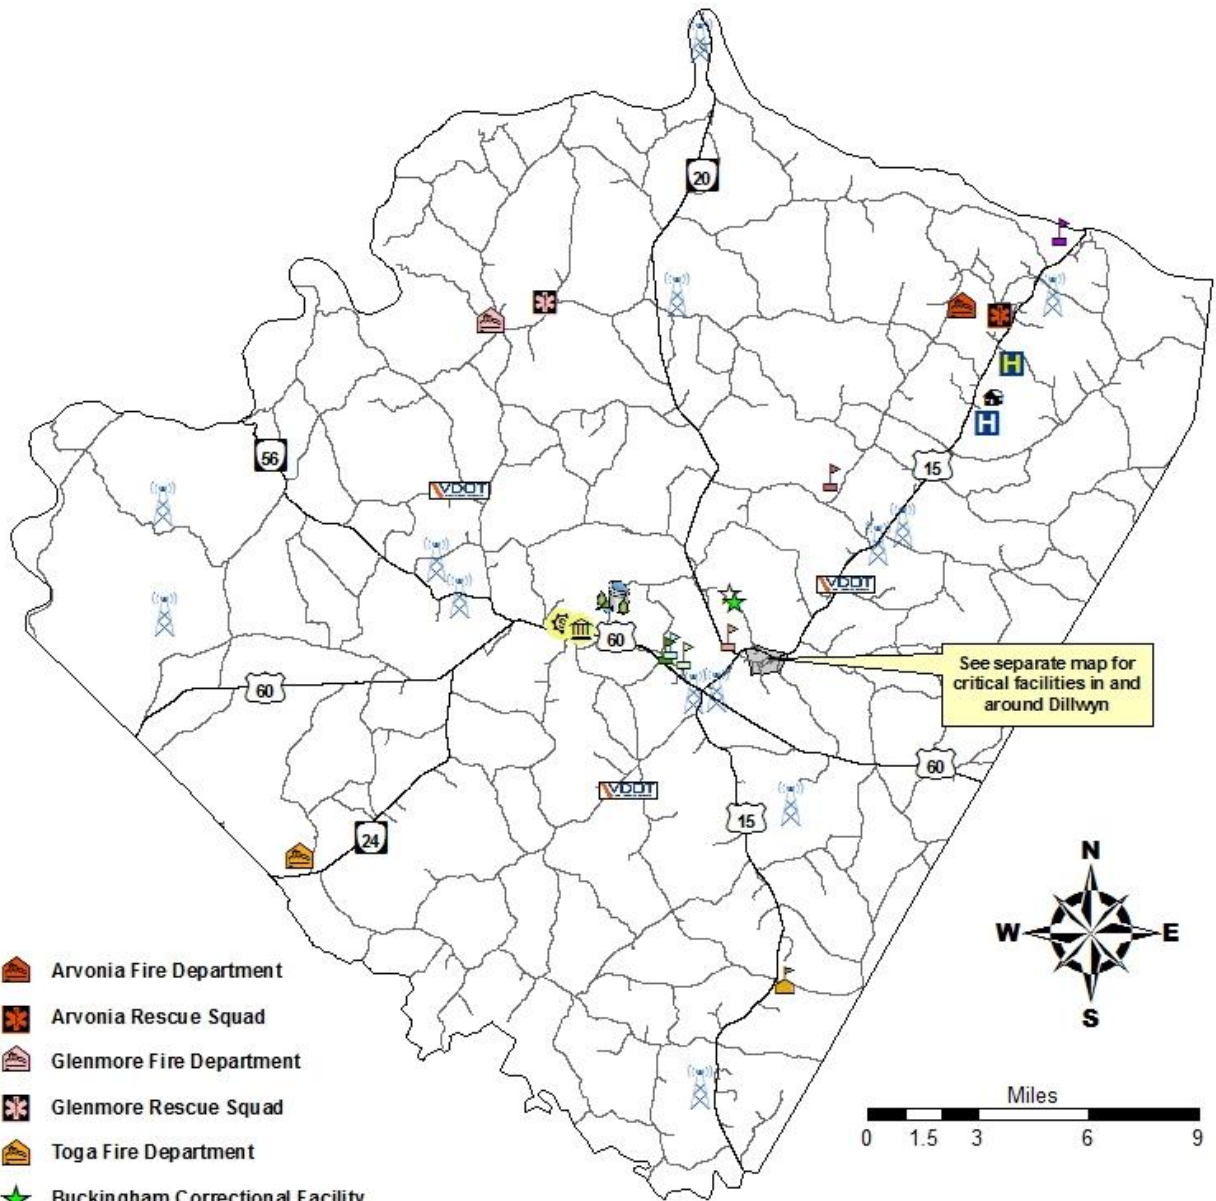 20
56
VDOT
H
H
15
VDOT
60
60
See separate map for
critical facilities in and
around Dillwyn
60
VDOT
15
24
N
W E
S
Arvonia Fire Department
Arvonia Rescue Squad
Glenmore Fire Department
Glenmore Rescue Squad
Toga Fire Department
Buckingham Correctional Facility
Miles
0 1.5 3 6 9